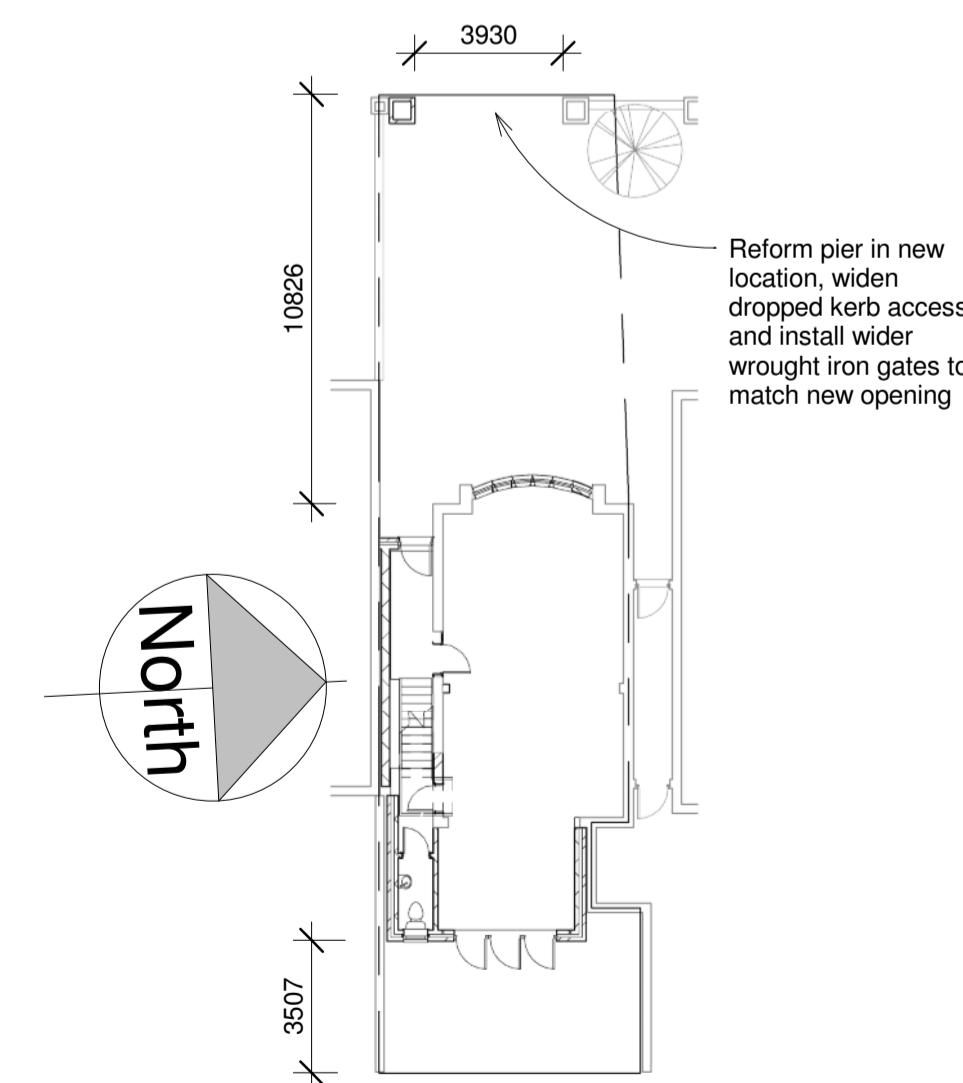 3930
10826
Reform pier in new
location, widen
dropped kerb access
and install wider
wrought iron gates to
match new opening
North
3507